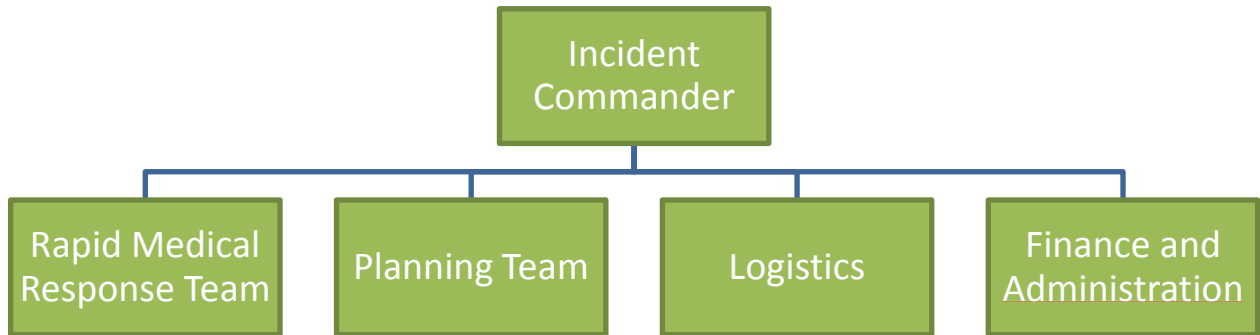 Incident
Commander
Rapid Medical
Response Team
Planning Team
Logistics
Finance and
Administration